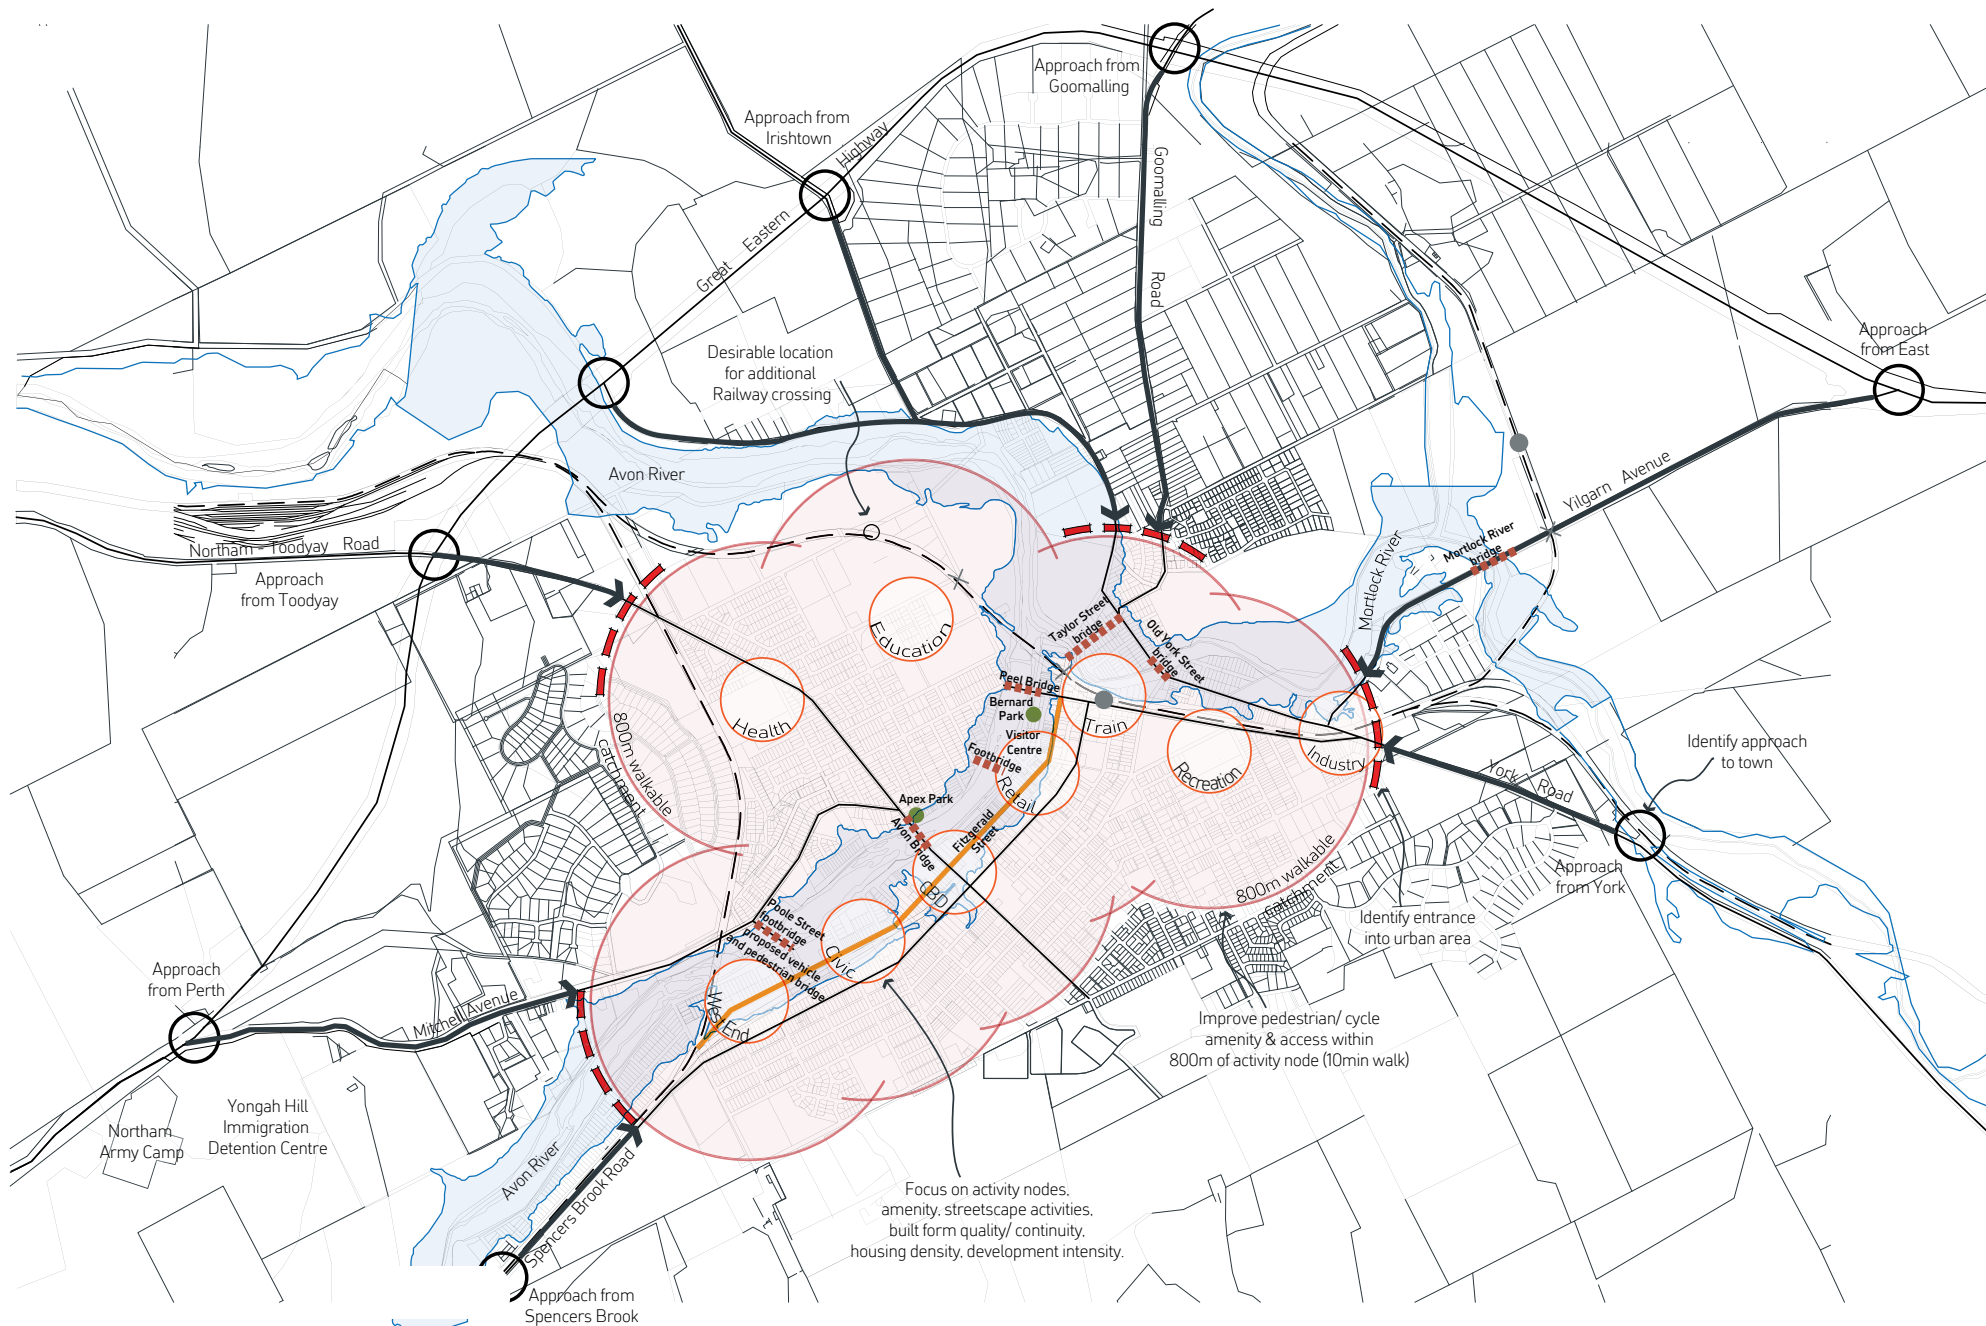 Approach from
Goomalling
Approach from
Irishtown
Great Eastern Highway
Goomalling Road
Approach
from East
Desirable location
for additional
Railway crossing
Avon River
Yilgarn Avenue
Mortlock River
bridge
Mortlock River
Northam - Toodyay Road
Approach
from Toodyay
Education
Health
Taylor Street
bridge
Old York Street
bridge
Reel Bridge
Bernard
Park
Train
Visitor
Centre
Footbridge
Retail
Recreation
Industry
800m walkable
catchment
Apex Park
Avon Bridge
Fitzgerald
Street
CBD
York Road
Identify approach
to town
Approach
from York
800m walkable
catchment
Identify entrance
into urban area
Poole Street
footbridge
proposed vehicle
and pedestrian bridge
Civic
West End
Approach
from Perth
Mitchell Avenue
Improve pedestrian/ cycle
amenity & access within
800m of activity node (10min walk)
Northam
Army Camp
Yongah Hill
Immigration
Detention Centre
Avon River
Spencers Brook Road
Focus on activity nodes,
amenity, streetscape activities,
built form quality/ continuity,
housing density, development intensity.
Approach from
Spencers Brook